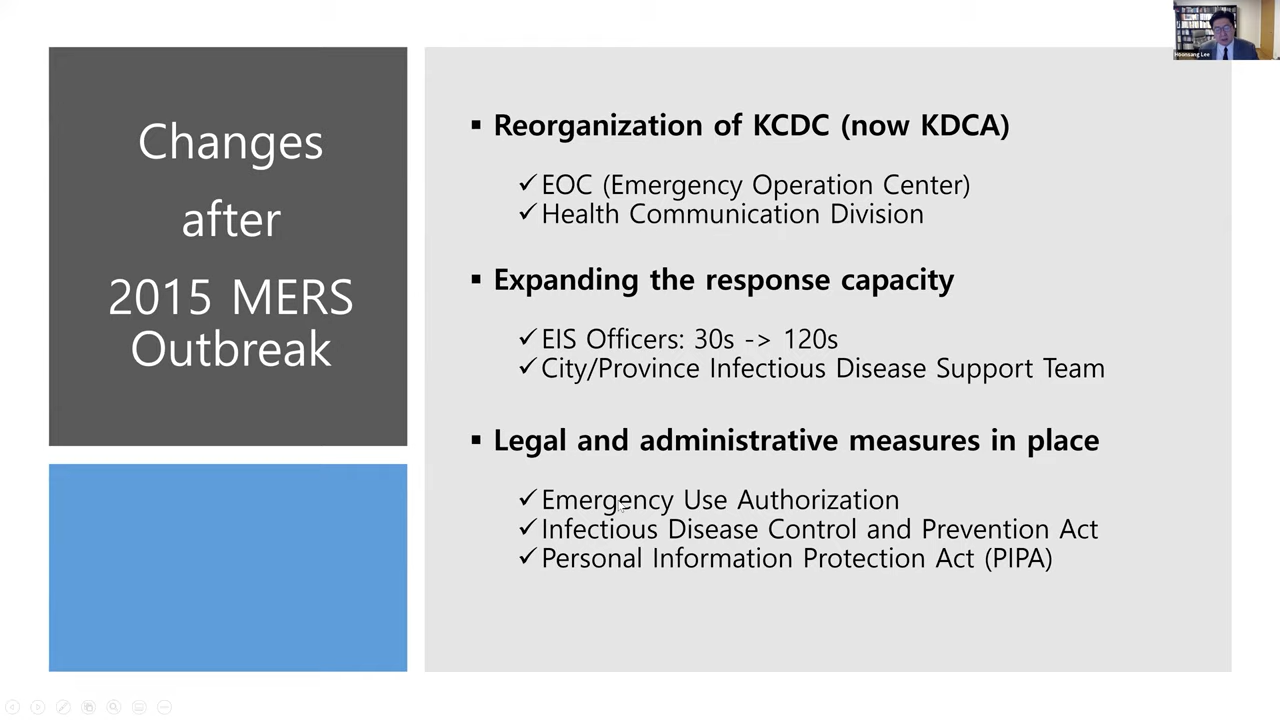 Hoonsang Lee
Changes
after
2015 MERS
Outbreak
▪ Reorganization of KCDC (now KDCA)
✓EOC (Emergency Operation Center)
✓Health Communication Division
▪ Expanding the response capacity
✓EIS Officers: 30s -> 120s
✓City/Province Infectious Disease Support Team
▪ Legal and administrative measures in place
✓Emergency Use Authorization
✓Infectious Disease Control and Prevention Act
✓Personal Information Protection Act (PIPA)